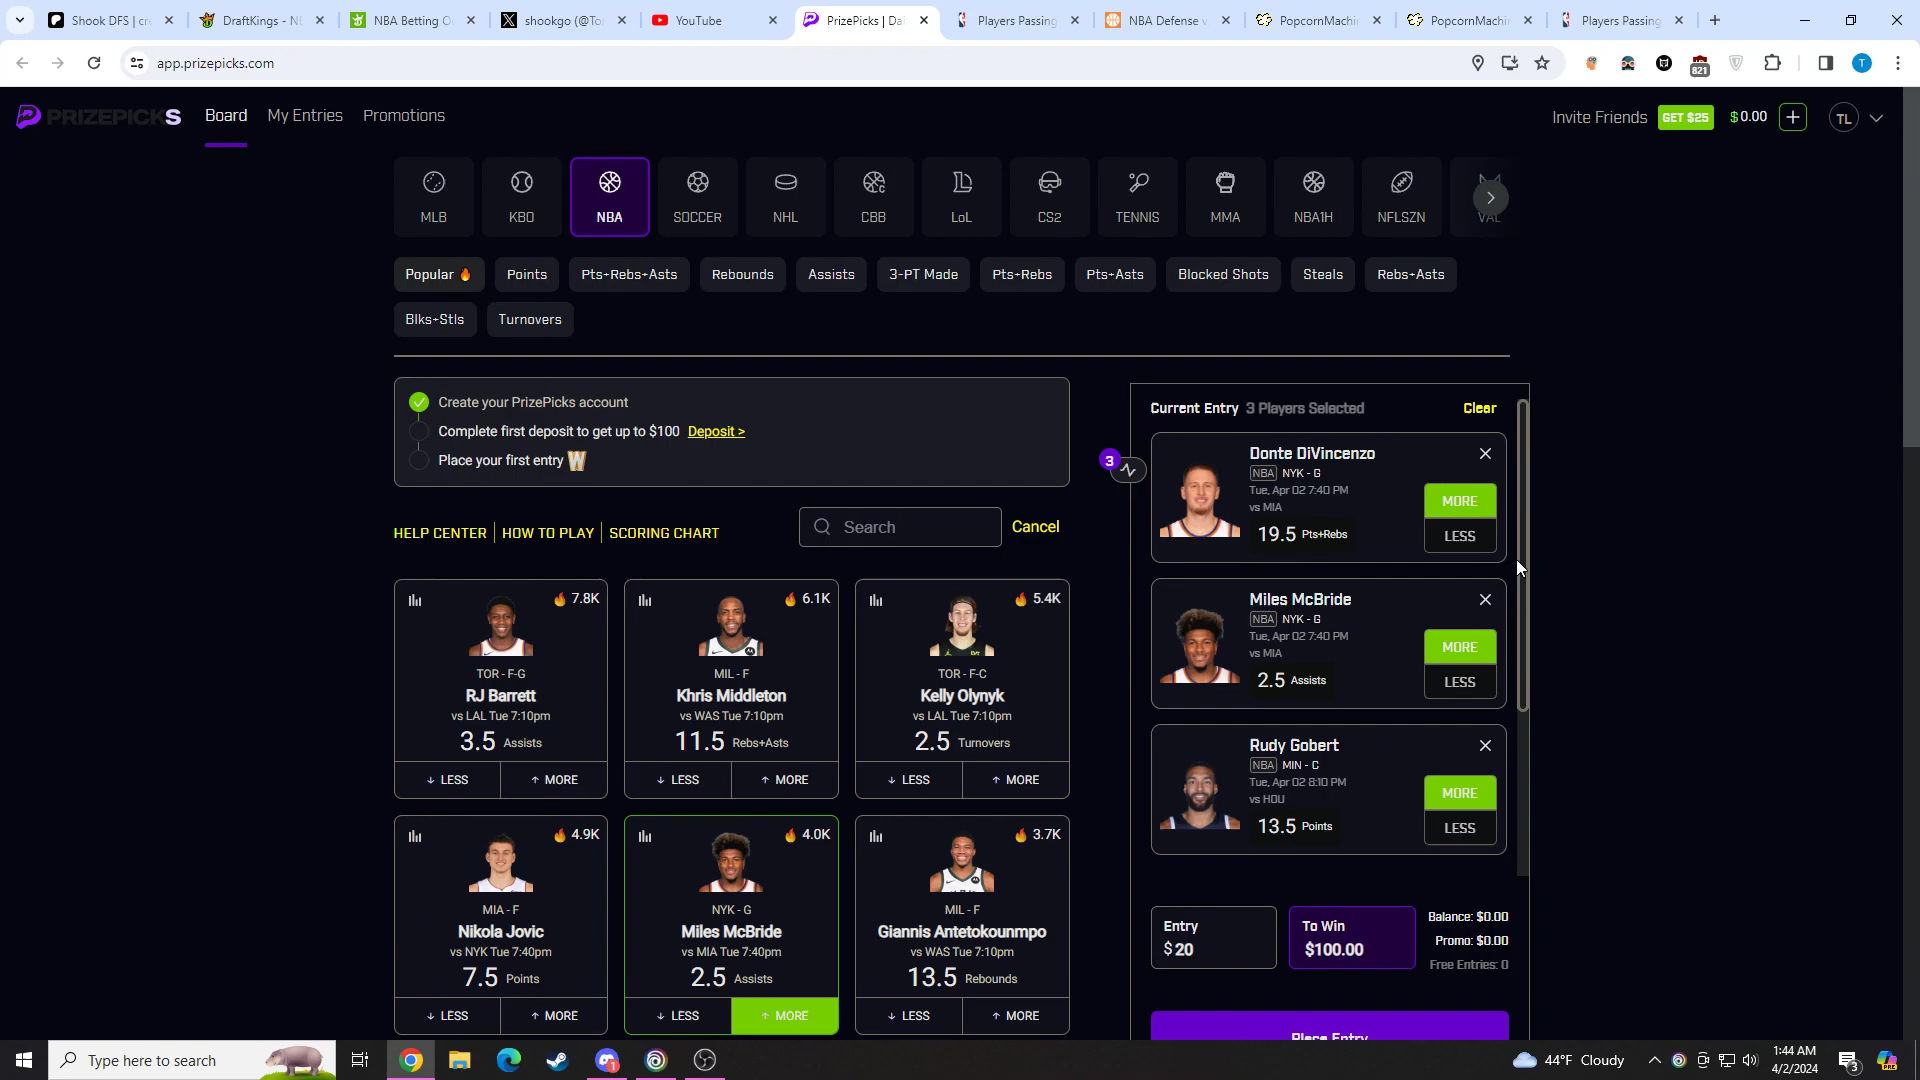 Shook DFS | cre
DraftKings - NE
NBA Betting O
shookgo (@To
YouTube
PrizePicks | Dai
Players Passing
NBA Defense v
PopcornMachi
PopcornMachi
Players Passing
app.prizepicks.com
821
T
PRIZEPICKS
Board
My Entries
Promotions
Invite Friends
GET $25
$0.00
TL
MLB
KBO
NBA
SOCCER
NHL
CBB
LoL
CS2
TENNIS
MMA
NBA1H
NFLSZN
VAL
Popular
Points
Pts+Rebs+Asts
Rebounds
Assists
3-PT Made
Pts+Rebs
Pts+Asts
Blocked Shots
Steals
Rebs+Asts
Blks+Stls
Turnovers
Create your PrizePicks account
Complete first deposit to get up to $100 Deposit >
Place your first entry
HELP CENTER
HOW TO PLAY
SCORING CHART
Search
Cancel
7.8K
TOR - F-G
RJ Barrett
vs LAL Tue 7:10pm
3.5 Assists
LESS
MORE
6.1K
MIL - F
Khris Middleton
vs WAS Tue 7:10pm
11.5 Rebs+Asts
LESS
MORE
5.4K
TOR - F-C
Kelly Olynyk
vs LAL Tue 7:10pm
2.5 Turnovers
LESS
MORE
4.9K
MIA - F
Nikola Jovic
vs NYK Tue 7:40pm
7.5 Points
LESS
MORE
4.0K
NYK - G
Miles McBride
vs MIA Tue 7:40pm
2.5 Assists
LESS
MORE
3.7K
MIL - F
Giannis Antetokounmpo
vs WAS Tue 7:10pm
13.5 Rebounds
LESS
MORE
Current Entry 3 Players Selected
Clear
3
Donte DiVincenzo
NBA NYK - G
Tue, Apr 02 7:40 PM
vs MIA
19.5 Pts+Rebs
MORE
LESS
Miles McBride
NBA NYK - G
Tue, Apr 02 7:40 PM
vs MIA
2.5 Assists
MORE
LESS
Rudy Gobert
NBA MIN - C
Tue, Apr 02 8:10 PM
vs HOU
13.5 Points
MORE
LESS
Entry
$ 20
To Win
$100.00
Balance: $0.00
Promo: $0.00
Free Entries: 0
Place Entry
Type here to search
1
44°F Cloudy
1:44 AM
4/2/2024
3
PRE